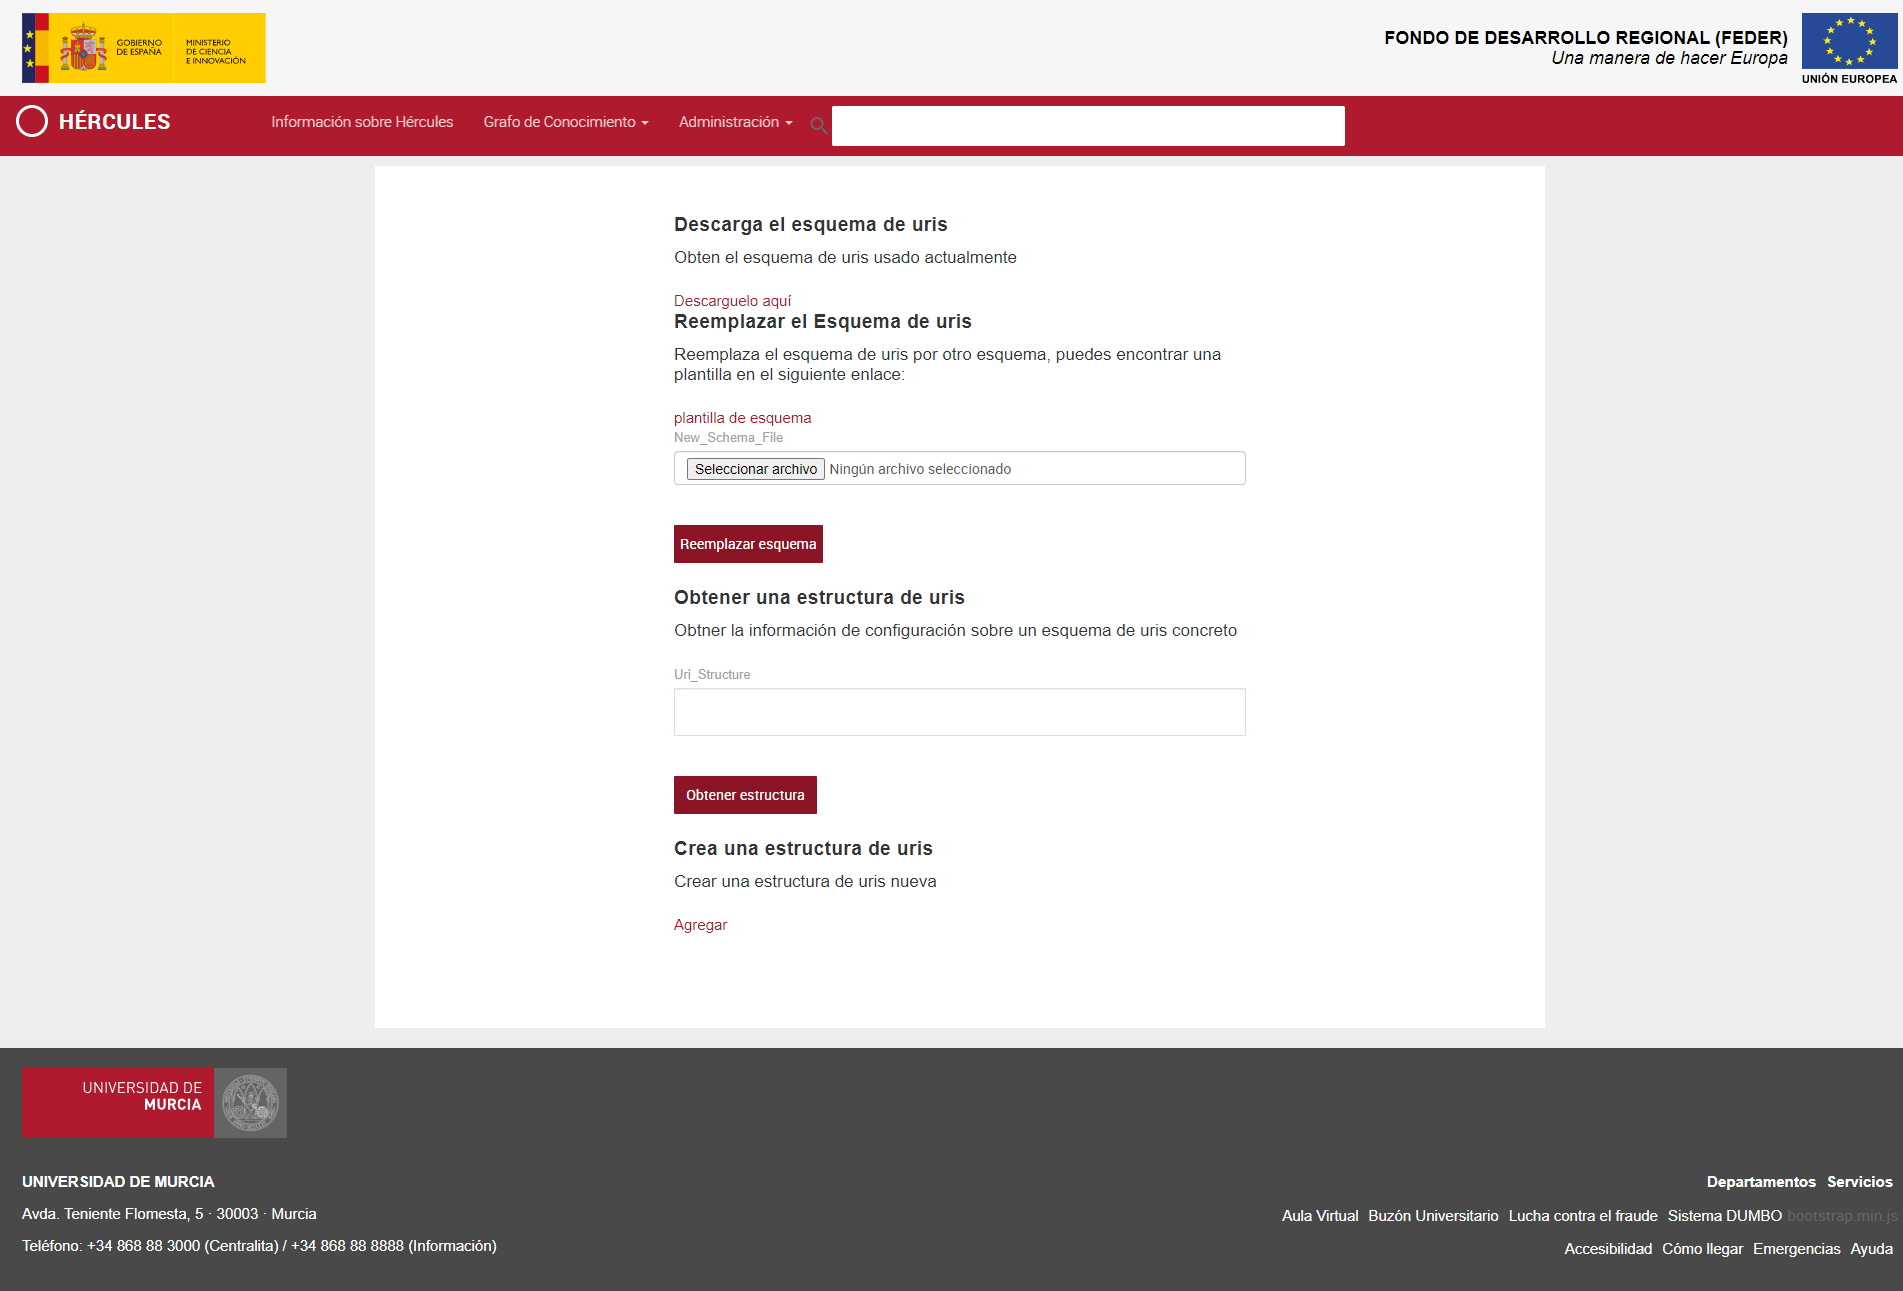 GOBIERNO
DE ESPAÑA
MINISTERIO
DE CIENCIA
E INNOVACIÓN
FONDO DE DESARROLLO REGIONAL (FEDER)
Una manera de hacer Europa
UNIÓN EUROPEA
HÉRCULES
Información sobre Hércules
Grafo de Conocimiento
Administración
Descarga el esquema de uris
Obten el esquema de uris usado actualmente
Descarguelo aquí
Reemplazar el Esquema de uris
Reemplaza el esquema de uris por otro esquema, puedes encontrar una
plantilla en el siguiente enlace:
plantilla de esquema
New_Schema_File
Seleccionar archivo Ningún archivo seleccionado
Reemplazar esquema
Obtener una estructura de uris
Obtner la información de configuración sobre un esquema de uris concreto
Uri_Structure
Obtener estructura
Crea una estructura de uris
Crear una estructura de uris nueva
Agregar
UNIVERSIDAD DE
MURCIA
UNIVERSIDAD DE MURCIA
Avda. Teniente Flomesta, 5 · 30003 · Murcia
Teléfono: +34 868 88 3000 (Centralita) / +34 868 88 8888 (Información)
Departamentos Servicios
Aula Virtual Buzón Universitario Lucha contra el fraude Sistema DUMBO bootstrap.min.js
Accesibilidad Cómo llegar Emergencias Ayuda